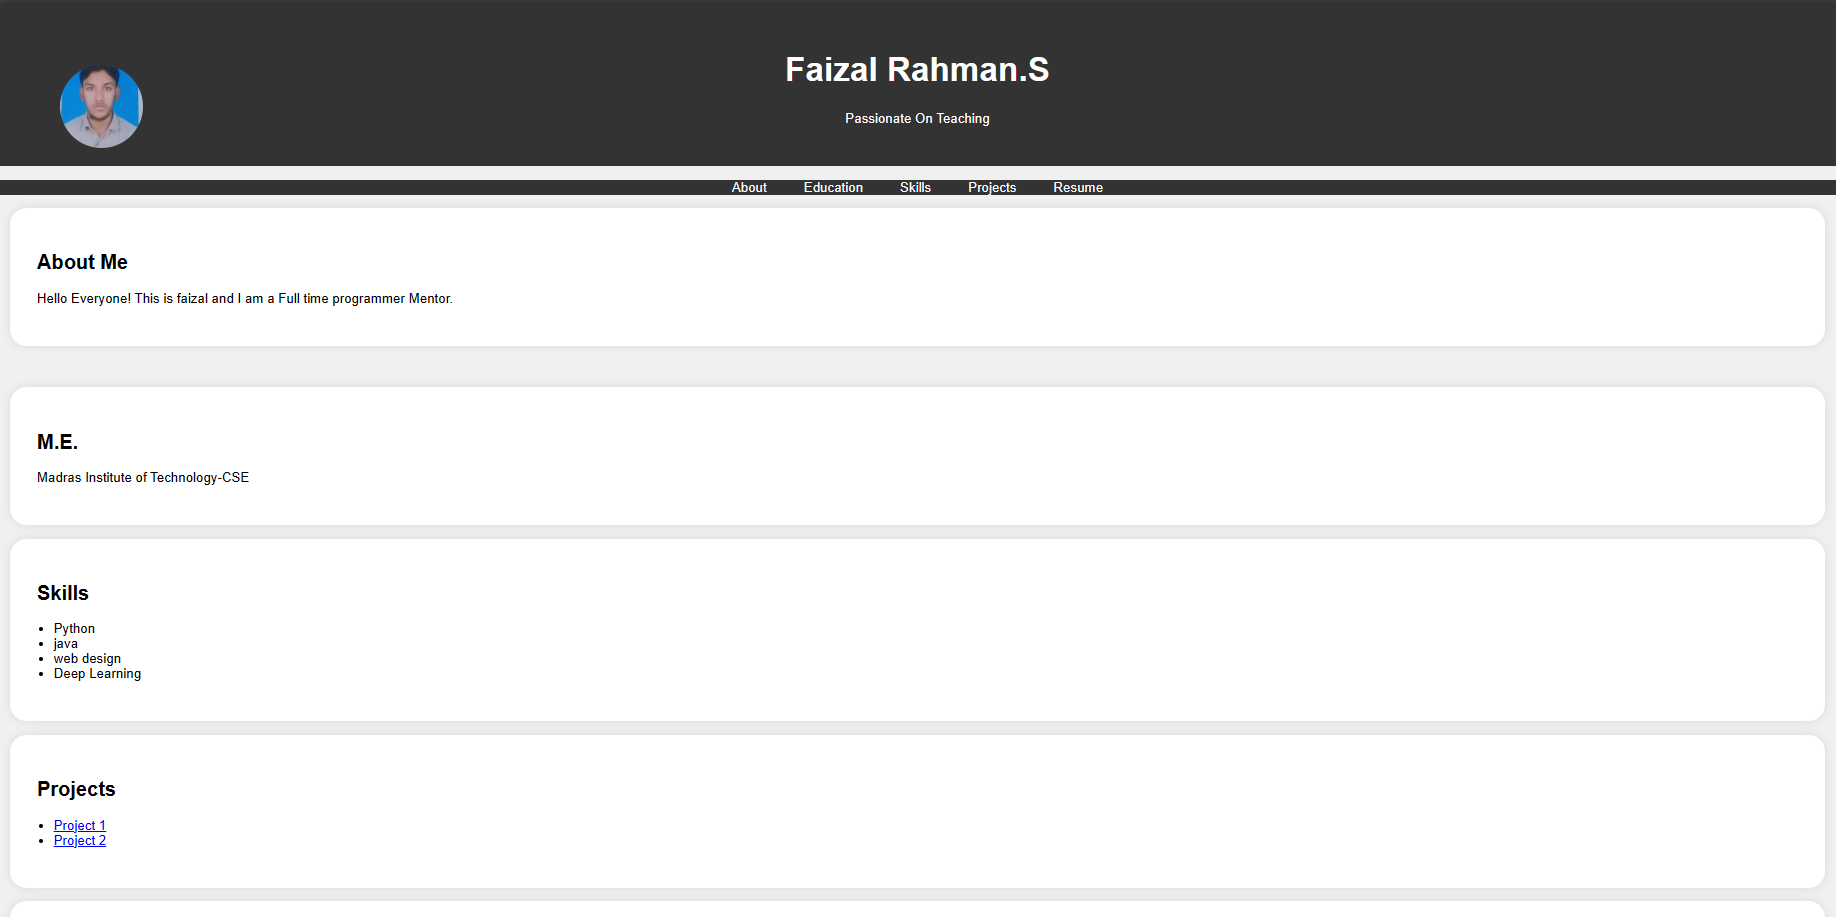 Faizal Rahman.S
Passionate On Teaching
About Education Skills Projects Resume
About Me
Hello Everyone! This is faizal and I am a Full time programmer Mentor.
M.E.
Madras Institute of Technology-CSE
Skills
Python
java
web design
Deep Learning
Projects
Project 1
Project 2